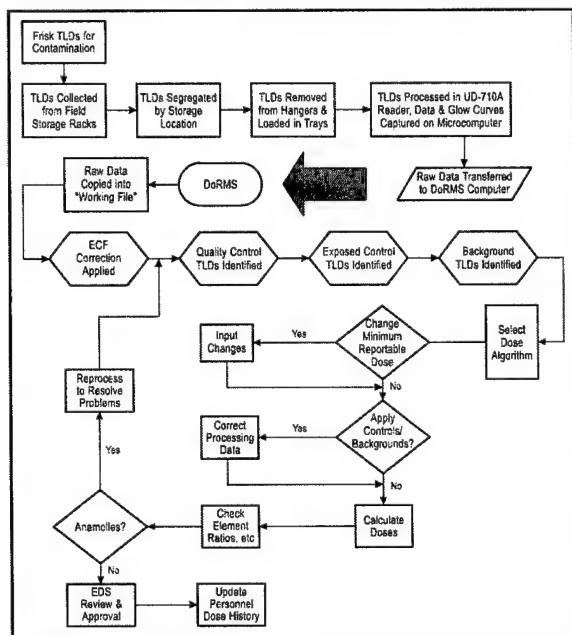 Frisk TLDs for
Contamination
TLDs Collected
from Field
Storage Racks
TLDs Segregated
by Storage
Location
TLDs Removed
from Hangers &
Loaded in Trays
TLDs Processed in UD-710A
Reader, Data & Glow Curves
Captured on Microcomputer
Raw Data
Copied into
"Working File"
DoRMS
Raw Data Transferred
to DoRMS Computer
ECF
Correction
Applied
Quality Control
TLDs Identified
Exposed Control
TLDs Identified
Background
TLDs Identified
Input
Changes
Yes
Change
Minimum
Reportable
Dose
Select
Dose
Algorithm
No
Reprocess
to Resolve
Problems
Correct
Processing
Data
Yes
Apply
Controls/
Backgrounds?
Yes
No
Anamolies?
Check
Element
Ratios, etc
Calculate
Doses
No
EDS
Review &
Approval
Update
Personnel
Dose History